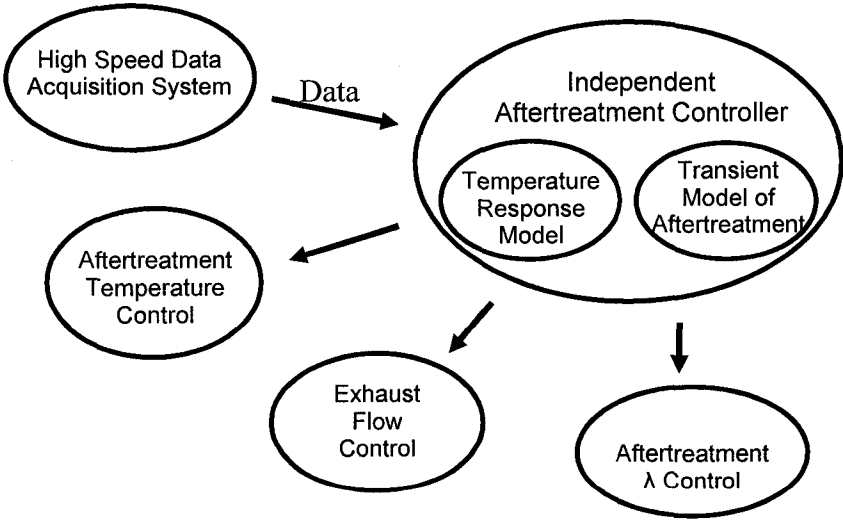 High Speed Data
Acquisition System
Data
Independent
Aftertreatment Controller
Temperature
Response
Model
Transient
Model of
Aftertreatment
Aftertreatment
Temperature
Control
Exhaust
Flow
Control
Aftertreatment
λ Control